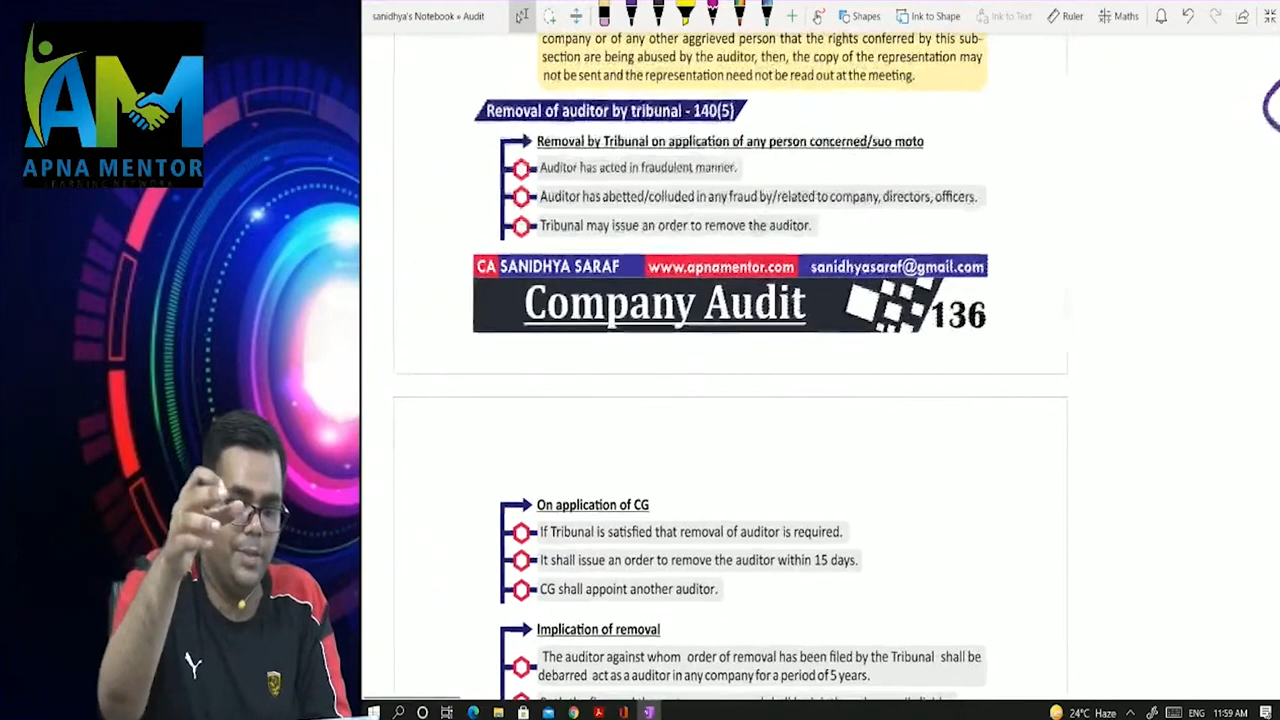 sanidhya's Notebook » Audit
Shapes
Ink to Shape
Ink to Text
Ruler
Maths
company or of any other aggrieved person that the rights conferred by this sub-
section are being abused by the auditor, then, the copy of the representation may
not be sent and the representation need not be read out at the meeting.
AM
APNA MENTOR
LEARNING NETWORK
Removal of auditor by tribunal - 140(5)
Removal by Tribunal on application of any person concerned/suo moto
Auditor has acted in fraudulent manner.
Auditor has abetted/colluded in any fraud by/related to company, directors, officers.
Tribunal may issue an order to remove the auditor.
CA SANIDHYA SARAF www.apnamentor.com sanidhyasaraf@gmail.com
Company Audit 136
On application of CG
If Tribunal is satisfied that removal of auditor is required.
It shall issue an order to remove the auditor within 15 days.
CG shall appoint another auditor.
Implication of removal
The auditor against whom order of removal has been filed by the Tribunal shall be
debarred act as a auditor in any company for a period of 5 years.
24°C Haze ENG 11:59 AM